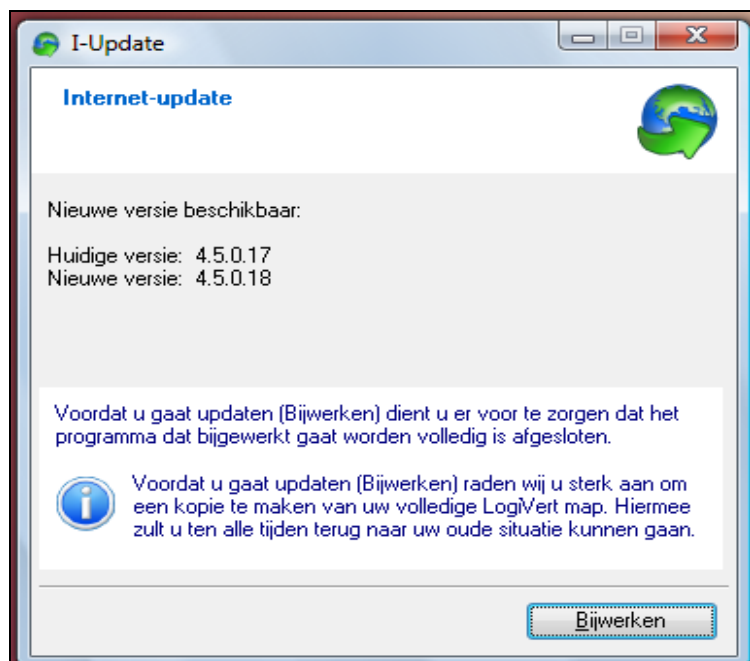 I-Update
Internet-update
Nieuwe versie beschikbaar:
Huidige versie: 4.5.0.17
Nieuwe versie: 4.5.0.18
Voordat u gaat updaten (Bijwerken) dient u er voor te zorgen dat het
programma dat bijgewerkt gaat worden volledig is afgesloten.
Voordat u gaat updaten (Bijwerken) raden wij u sterk aan om
een kopie te maken van uw volledige LogiVert map. Hiermee
zult u ten alle tijden terug naar uw oude situatie kunnen gaan.
Bijwerken